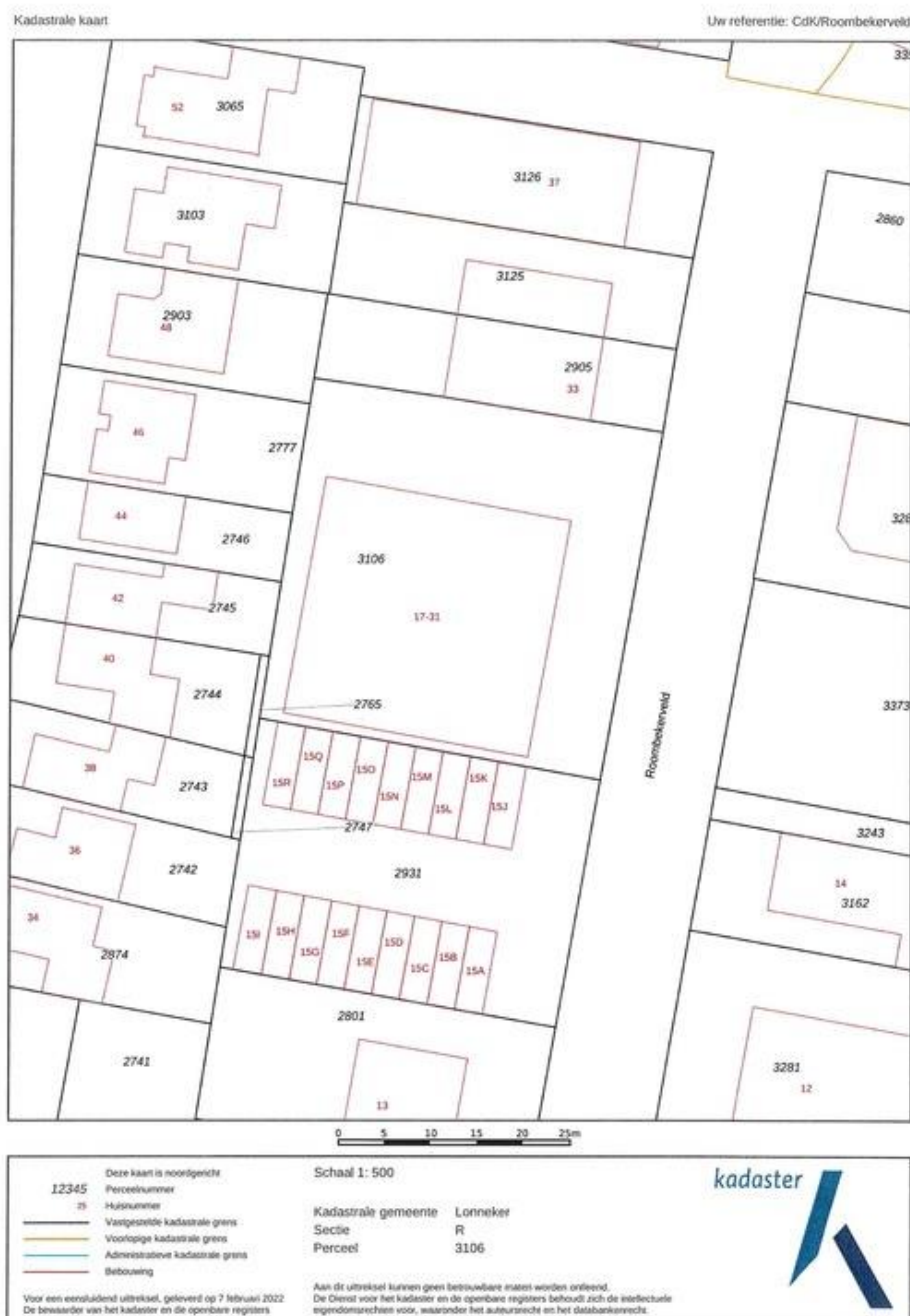 Kadastrale kaart
Uw referentie: CdK/Roombekerveld
52
3065
3126
37
3103
2860
3125
2903
48
2905
33
46
2777
44
2746
3106
42
2745
17-31
40
2744
2765
3373
Roombekerveld
38
2743
15R
15Q
15P
15O
15N
15M
15L
15K
15J
2747
3243
36
2742
2931
14
3162
34
2874
15I
15H
15G
15F
15E
15D
15C
15B
15A
2801
2741
3281
12
13
0 5 10 15 20 25m
Deze kaart is noordgericht
12345 Perceelnummer
25 Huisnummer
Vastgestelde kadastrale grens
Voorlopige kadastrale grens
Administratieve kadastrale grens
Bebouwing
Voor een eensluidend uittreksel, geleverd op 7 februari 2022
De bewaarder van het kadaster en de openbare registers
Schaal 1: 500
Kadastrale gemeente Lonneker
Sectie R
Perceel 3106
Aan dit uittreksel kunnen geen betrouwbare maten worden ontleend.
De Dienst voor het kadaster en de openbare registers behoudt zich de intellectuele
eigendomsrechten voor, waaronder het auteursrecht en het databankenrecht.
kadaster